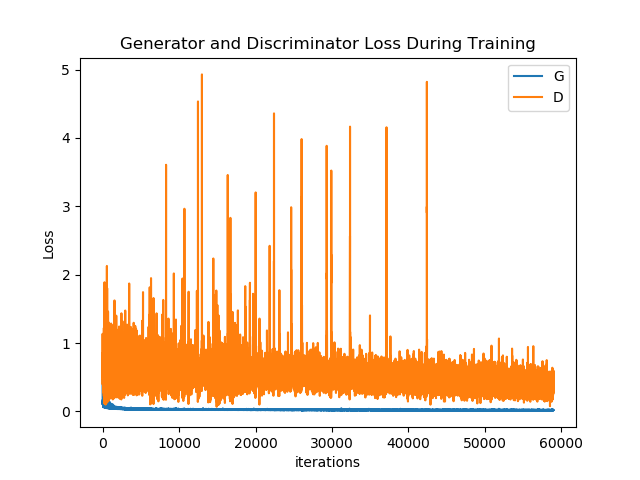 Generator and Discriminator Loss During Training
G
D
5
4
3
2
1
0
Loss
0 10000 20000 30000 40000 50000 60000
iterations